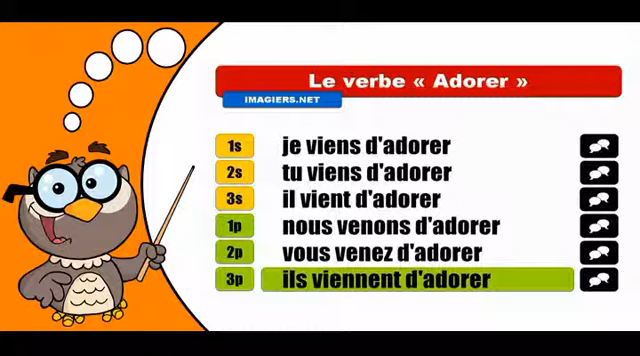 Le verbe « Adorer »
IMAGIERS.NET
1s je viens d'adorer
2s tu viens d'adorer
3s il vient d'adorer
1p nous venons d'adorer
2p vous venez d'adorer
3p ils viennent d'adorer